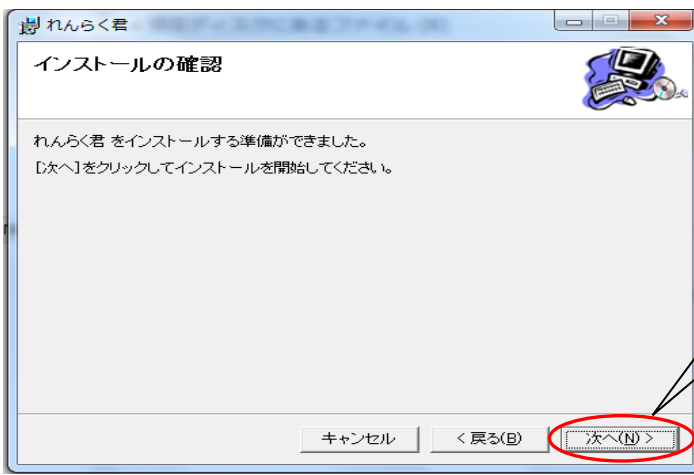 れんらく君
インストールの確認
れんらく君 をインストールする準備ができました。
[次へ]をクリックしてインストールを開始してください。
キャンセル
< 戻る(B)
次へ(N) >